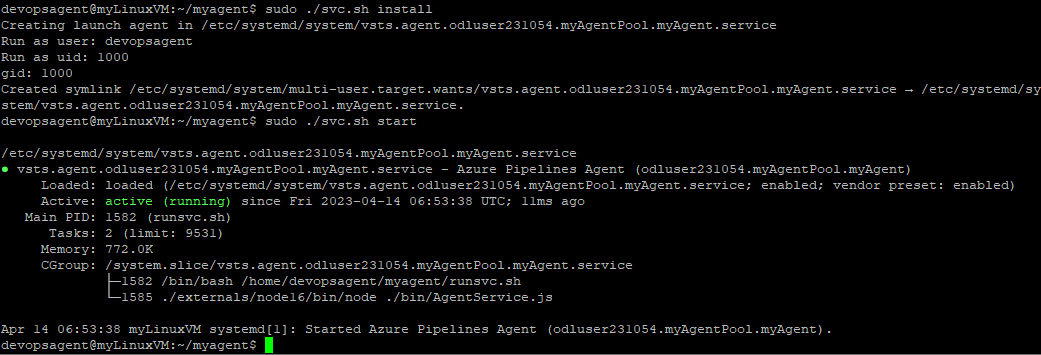 devopsagent@myLinuxVM:~/myagent$ sudo ./svc.sh install
Creating launch agent in /etc/systemd/system/vsts.agent.odluser231054.myAgentPool.myAgent.service
Run as user: devopsagent
Run as uid: 1000
gid: 1000
Created symlink /etc/systemd/system/multi-user.target.wants/vsts.agent.odluser231054.myAgentPool.myAgent.service → /etc/systemd/sy
stem/vsts.agent.odluser231054.myAgentPool.myAgent.service.
devopsagent@myLinuxVM:~/myagent$ sudo ./svc.sh start

/etc/systemd/system/vsts.agent.odluser231054.myAgentPool.myAgent.service
● vsts.agent.odluser231054.myAgentPool.myAgent.service - Azure Pipelines Agent (odluser231054.myAgentPool.myAgent)
     Loaded: loaded (/etc/systemd/system/vsts.agent.odluser231054.myAgentPool.myAgent.service; enabled; vendor preset: enabled)
     Active: active (running) since Fri 2023-04-14 06:53:38 UTC; 11ms ago
   Main PID: 1582 (runsvc.sh)
      Tasks: 2 (limit: 9531)
     Memory: 772.0K
     CGroup: /system.slice/vsts.agent.odluser231054.myAgentPool.myAgent.service
             ├─1582 /bin/bash /home/devopsagent/myagent/runsvc.sh
             └─1585 ./externals/node16/bin/node ./bin/AgentService.js

Apr 14 06:53:38 myLinuxVM systemd[1]: Started Azure Pipelines Agent (odluser231054.myAgentPool.myAgent).
devopsagent@myLinuxVM:~/myagent$